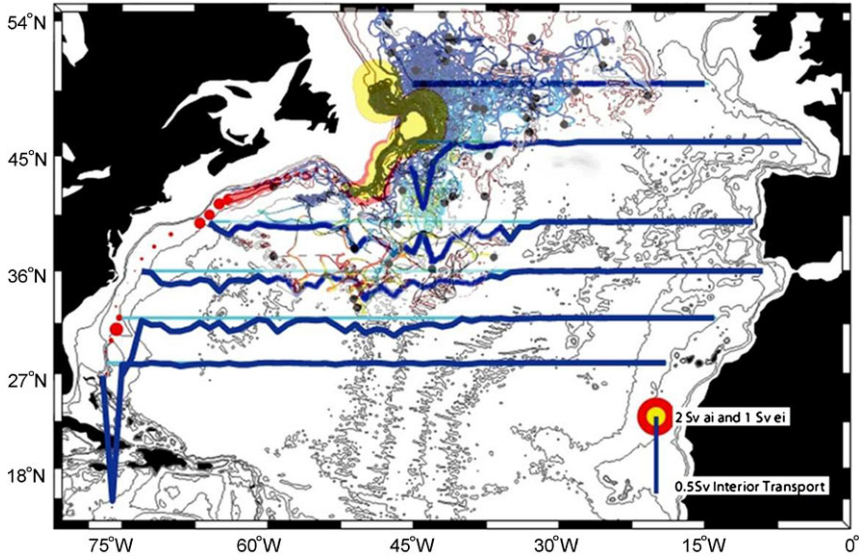 54°N
45°N
36°N
27°N
18°N
2 Sv ai and 1 Sv ei
0.5Sv Interior Transport
75°W
60°W
45°W
30°W
15°W
0°